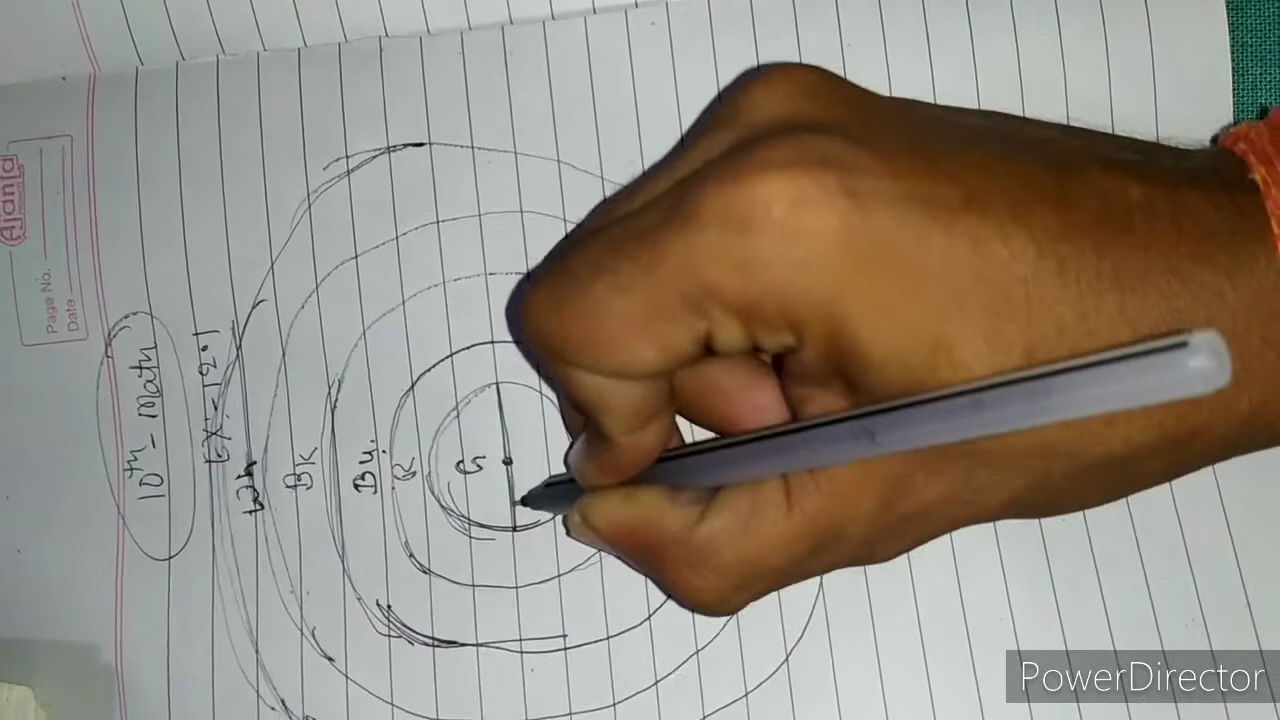 Ajanta
Page No.
Date
10th - Math
EX - 12.1
Wh
BK
Bu.
R
G
PowerDirector